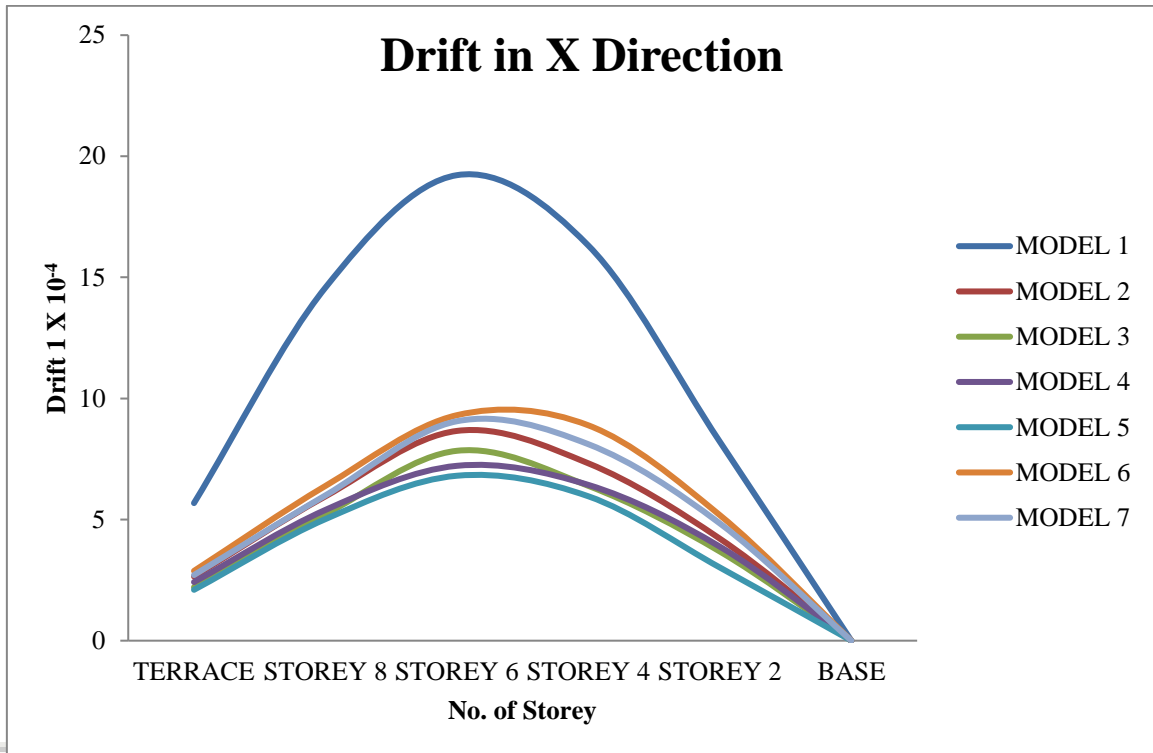 Drift in X Direction
25
20
15
10
5
0
Drift 1 X 10⁻⁴
TERRACE STOREY 8 STOREY 6 STOREY 4 STOREY 2 BASE
No. of Storey
MODEL 1
MODEL 2
MODEL 3
MODEL 4
MODEL 5
MODEL 6
MODEL 7